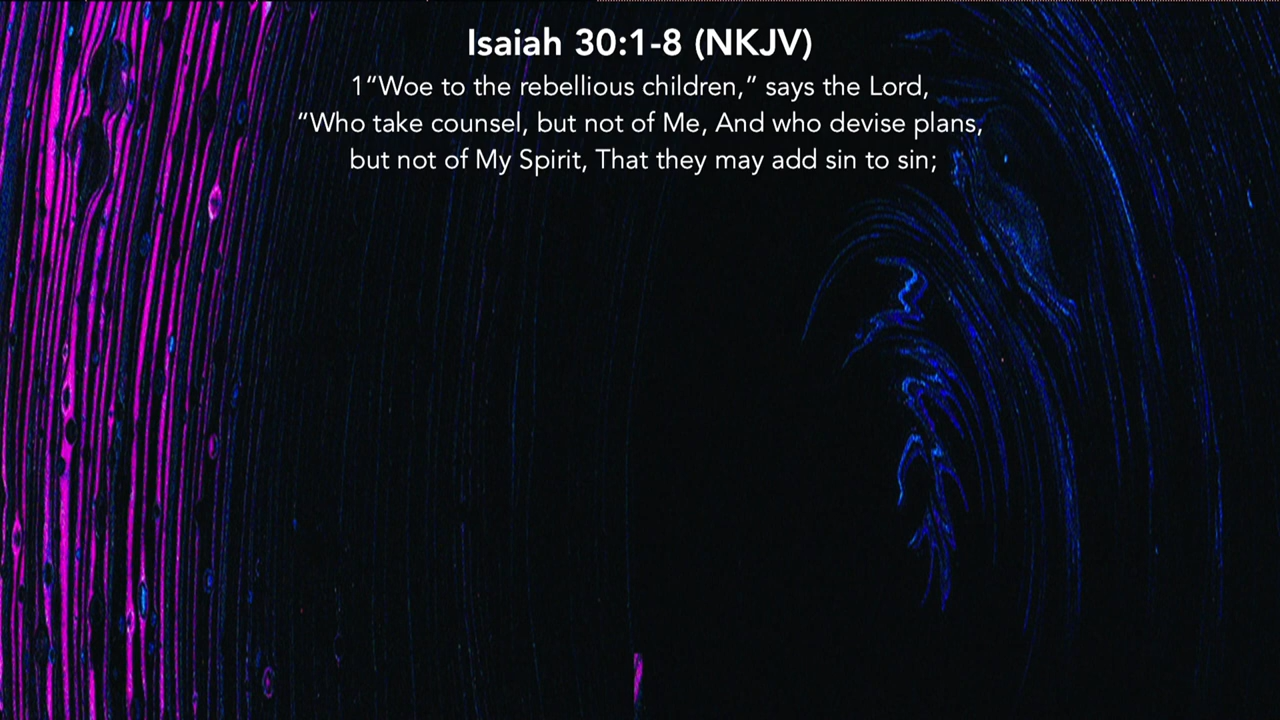 Isaiah 30:1-8 (NKJV)
1“Woe to the rebellious children,” says the Lord,
“Who take counsel, but not of Me, And who devise plans,
but not of My Spirit, That they may add sin to sin;